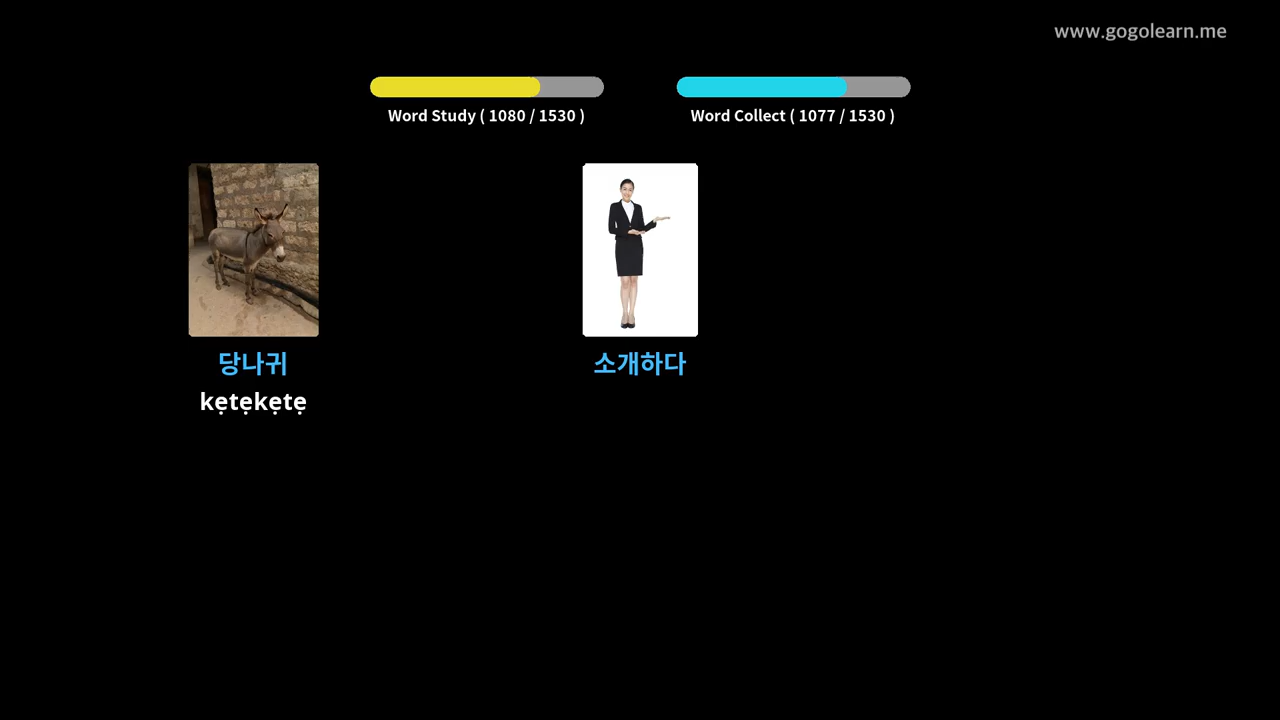 www.gogolearn.me
Word Study ( 1080 / 1530 )
Word Collect ( 1077 / 1530 )
당나귀
소개하다
kẹtẹkẹtẹ